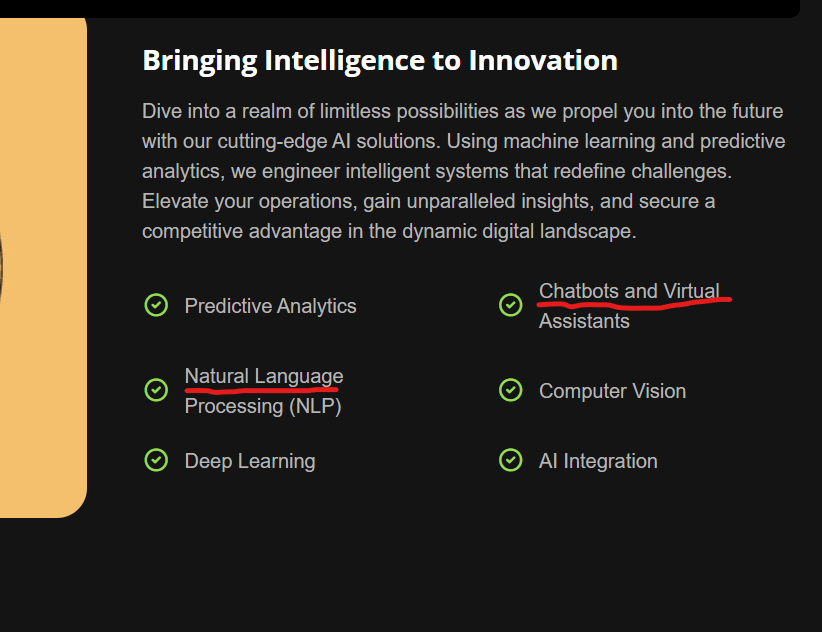 Bringing Intelligence to Innovation
Dive into a realm of limitless possibilities as we propel you into the future
with our cutting-edge AI solutions. Using machine learning and predictive
analytics, we engineer intelligent systems that redefine challenges.
Elevate your operations, gain unparalleled insights, and secure a
competitive advantage in the dynamic digital landscape.
Predictive Analytics
Chatbots and Virtual
Assistants
Natural Language
Processing (NLP)
Computer Vision
Deep Learning
AI Integration